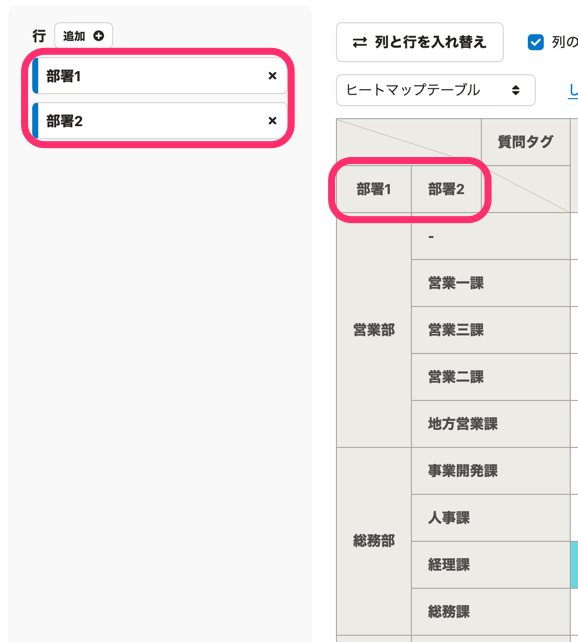 行 追加
部署1
部署2
列と行を入れ替え
列の
ヒートマップテーブル
し
質問タグ
部署1 部署2
営業部
-
営業一課
営業三課
営業二課
地方営業課
総務部
事業開発課
人事課
経理課
総務課